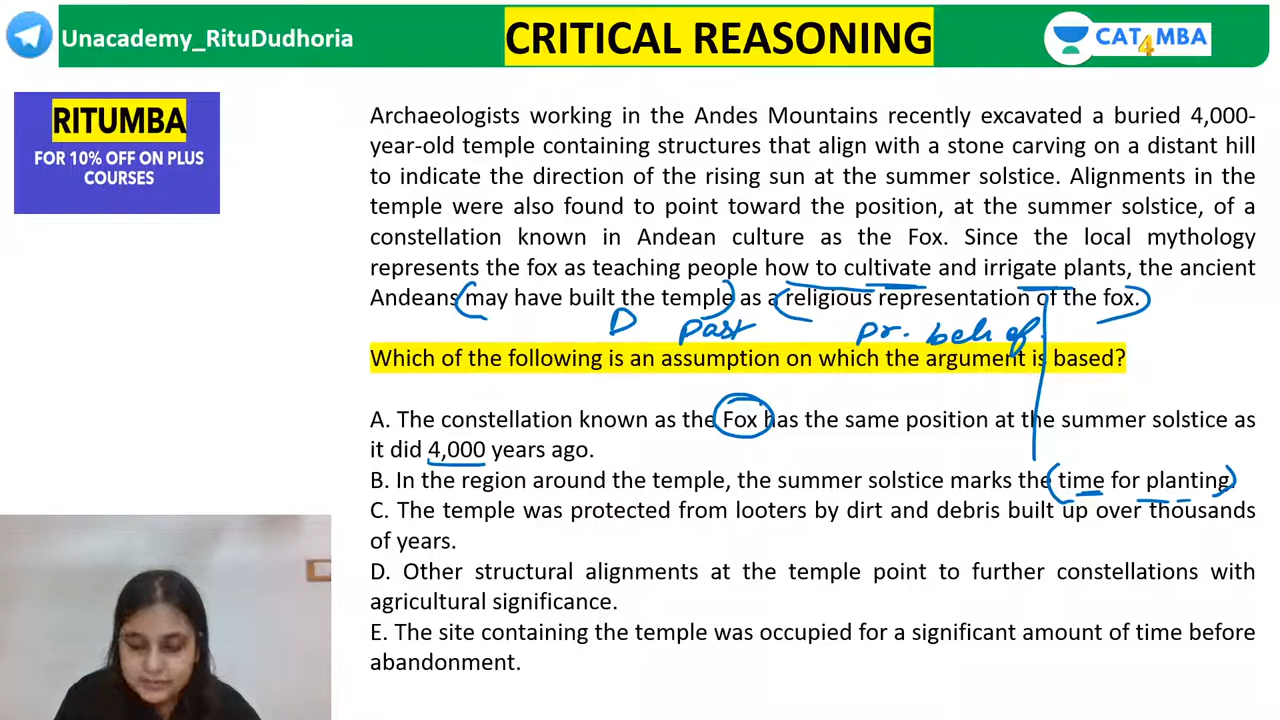 Unacademy_RituDudhoria
CRITICAL REASONING
CAT4MBA
RITUMBA
FOR 10% OFF ON PLUS
COURSES
Archaeologists working in the Andes Mountains recently excavated a buried 4,000-
year-old temple containing structures that align with a stone carving on a distant hill
to indicate the direction of the rising sun at the summer solstice. Alignments in the
temple were also found to point toward the position, at the summer solstice, of a
constellation known in Andean culture as the Fox. Since the local mythology
represents the fox as teaching people how to cultivate and irrigate plants, the ancient
Andeans may have built the temple as a religious representation of the fox.
D past pr. beh of
Which of the following is an assumption on which the argument is based?
A. The constellation known as the Fox has the same position at the summer solstice as
it did 4,000 years ago.
B. In the region around the temple, the summer solstice marks the time for planting.
C. The temple was protected from looters by dirt and debris built up over thousands
of years.
D. Other structural alignments at the temple point to further constellations with
agricultural significance.
E. The site containing the temple was occupied for a significant amount of time before
abandonment.